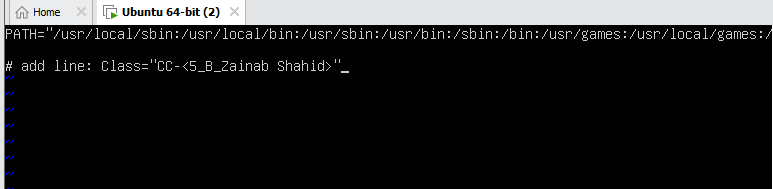 Home
Ubuntu 64-bit (2)
PATH="/usr/local/sbin:/usr/local/bin:/usr/sbin:/usr/bin:/sbin:/bin:/usr/games:/usr/local/games:/
# add line: Class="CC-<5_B_Zainab Shahid>"
~
~
~
~
~
~
~